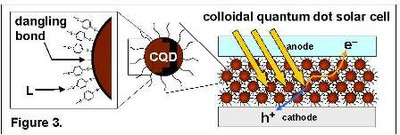 dangling
bond
L
Figure 3.
CQD
colloidal quantum dot solar cell
anode
e⁻
h⁺
cathode